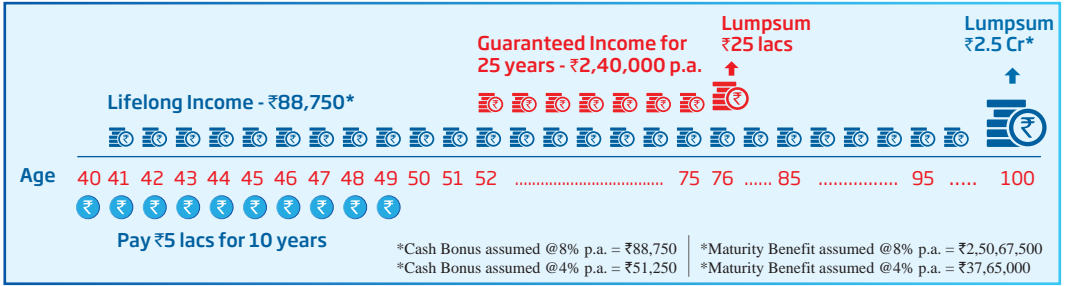 Lumpsum
₹25 lacs
Lumpsum
₹2.5 Cr*
Guaranteed Income for
25 years - ₹2,40,000 p.a.
Lifelong Income - ₹88,750*
Age 40 41 42 43 44 45 46 47 48 49 50 51 52 .................................... 75 76 ...... 85 ................ 95 ..... 100
Pay ₹5 lacs for 10 years
*Cash Bonus assumed @8% p.a. = ₹88,750
*Cash Bonus assumed @4% p.a. = ₹51,250
*Maturity Benefit assumed @8% p.a. = ₹2,50,67,500
*Maturity Benefit assumed @4% p.a. = ₹37,65,000